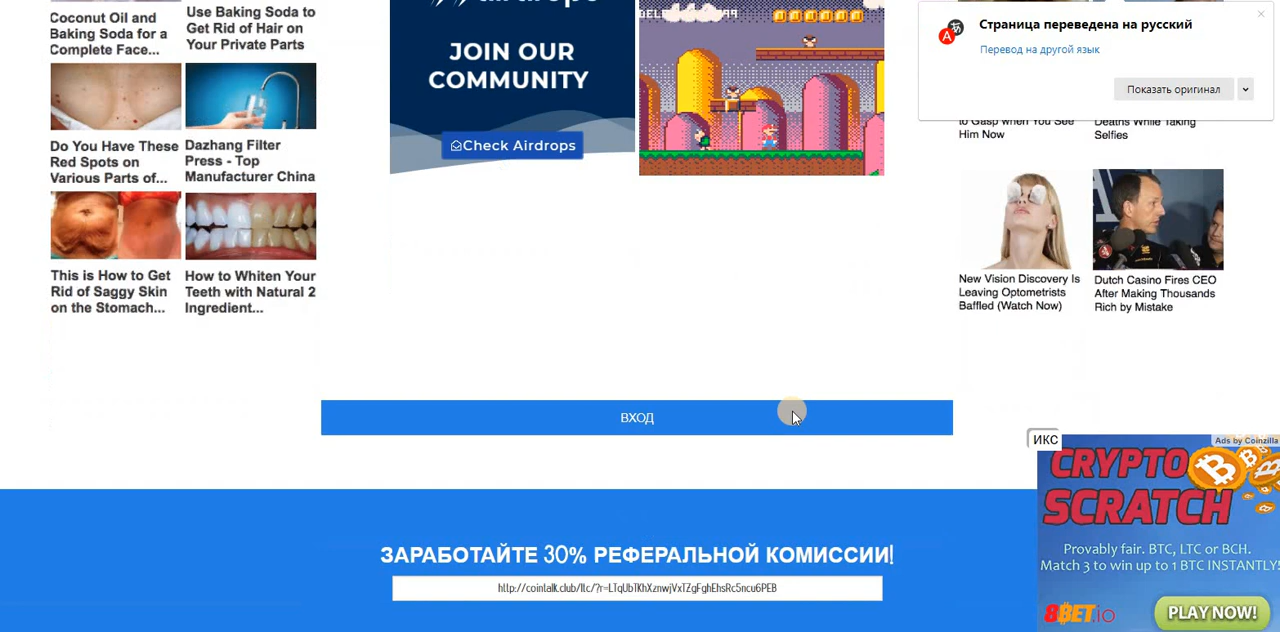 Coconut Oil and
Baking Soda for a
Complete Face...
Use Baking Soda to
Get Rid of Hair on
Your Private Parts
Do You Have These
Red Spots on
Various Parts of...
Dazhang Filter
Press - Top
Manufacturer China
This is How to Get
Rid of Saggy Skin
on the Stomach...
How to Whiten Your
Teeth with Natural 2
Ingredient...
JOIN OUR
COMMUNITY
Check Airdrops
Страница переведена на русский
Перевод на другой язык
Показать оригинал
to Gasp when You See
Him Now
Deaths While Taking
Selfies
New Vision Discovery Is
Leaving Optometrists
Baffled (Watch Now)
Dutch Casino Fires CEO
After Making Thousands
Rich by Mistake
ВХОД
ИКС
Ads by Coinzilla
CRYPTO
SCRATCH
Provably fair. BTC, LTC or BCH.
Match 3 to win up to 1 BTC INSTANTLY!
8BET.io
PLAY NOW!
ЗАРАБОТАЙТЕ 30% РЕФЕРАЛЬНОЙ КОМИССИИ!